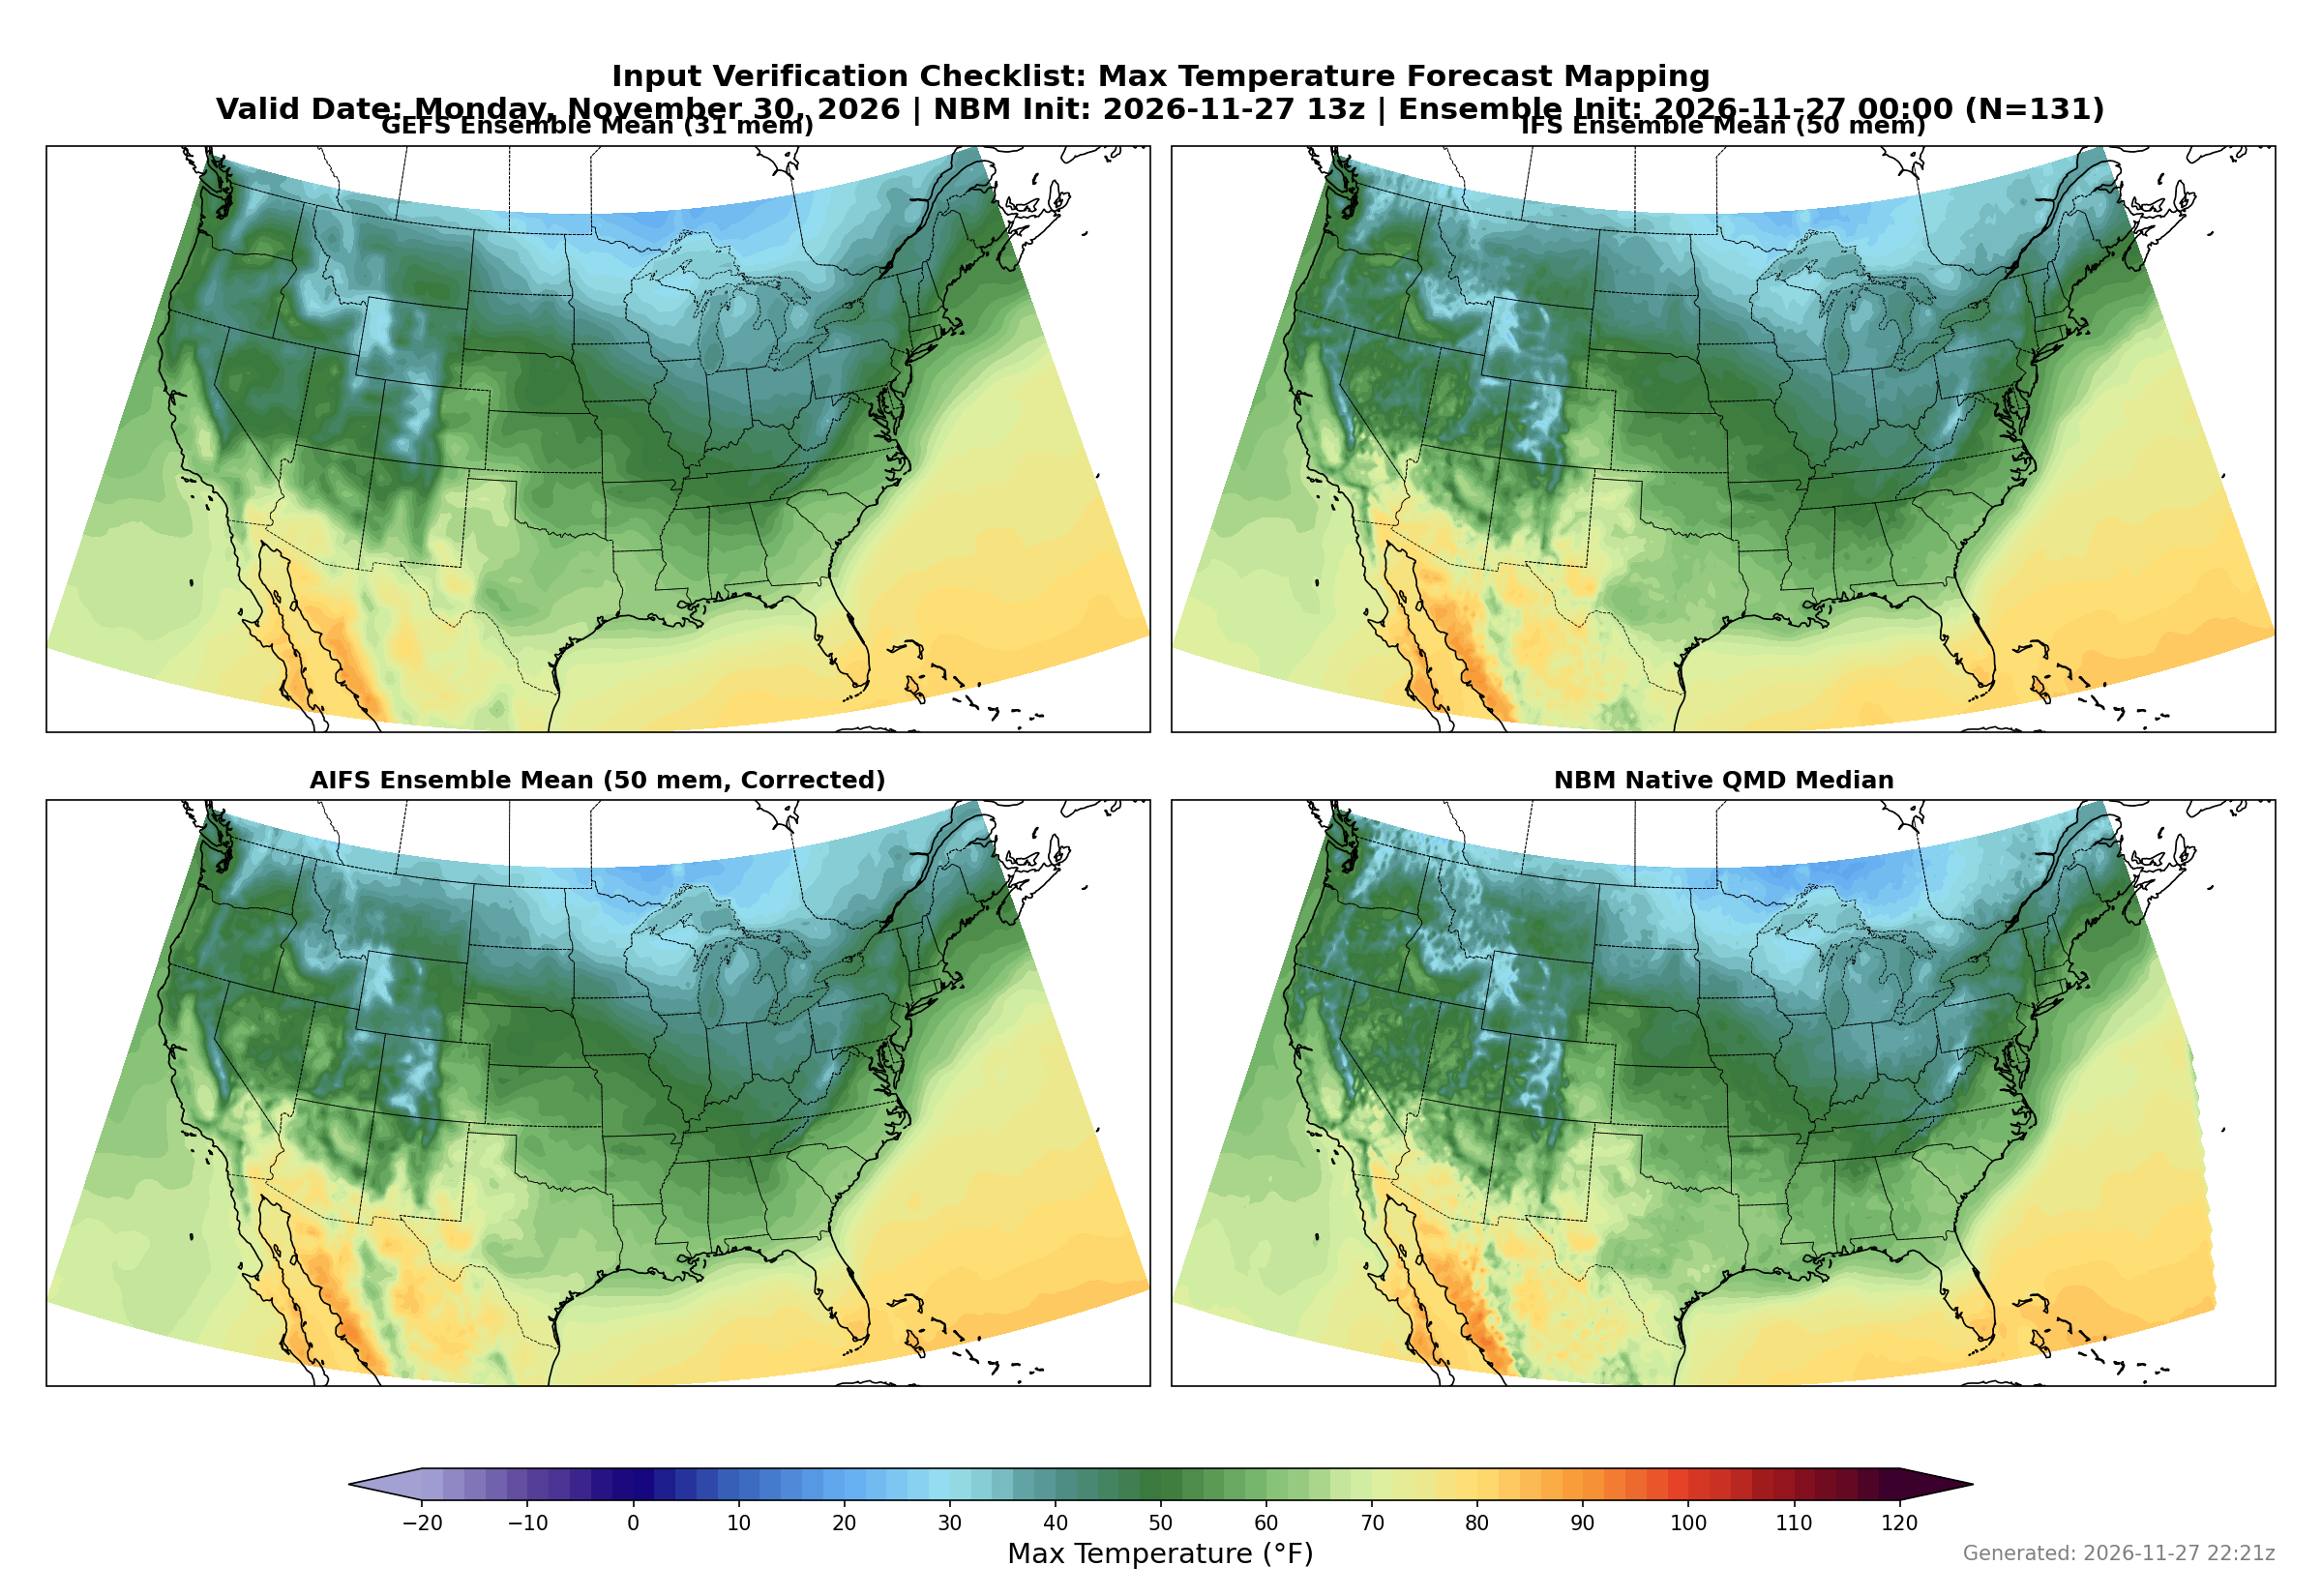 Input Verification Checklist: Max Temperature Forecast Mapping
Valid Date: Monday, November 30, 2026 | NBM Init: 2026-11-27 13z | Ensemble Init: 2026-11-27 00:00 (N=131)
GEFS Ensemble Mean (31 mem)
IFS Ensemble Mean (50 mem)
AIFS Ensemble Mean (50 mem, Corrected)
NBM Native QMD Median
−20 −10 0 10 20 30 40 50 60 70 80 90 100 110 120
Max Temperature (°F)
Generated: 2026-11-27 22:21z